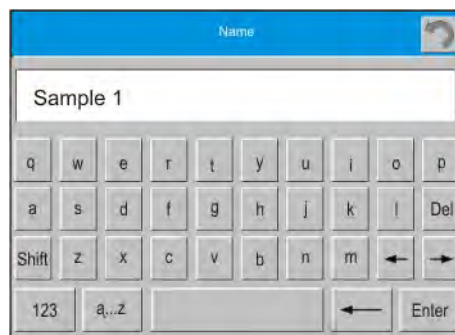 Name
Sample 1
q w e r t y u i o p
a s d f g h j k l Del
Shift z x c v b n m ← →
123 ą...z ← Enter